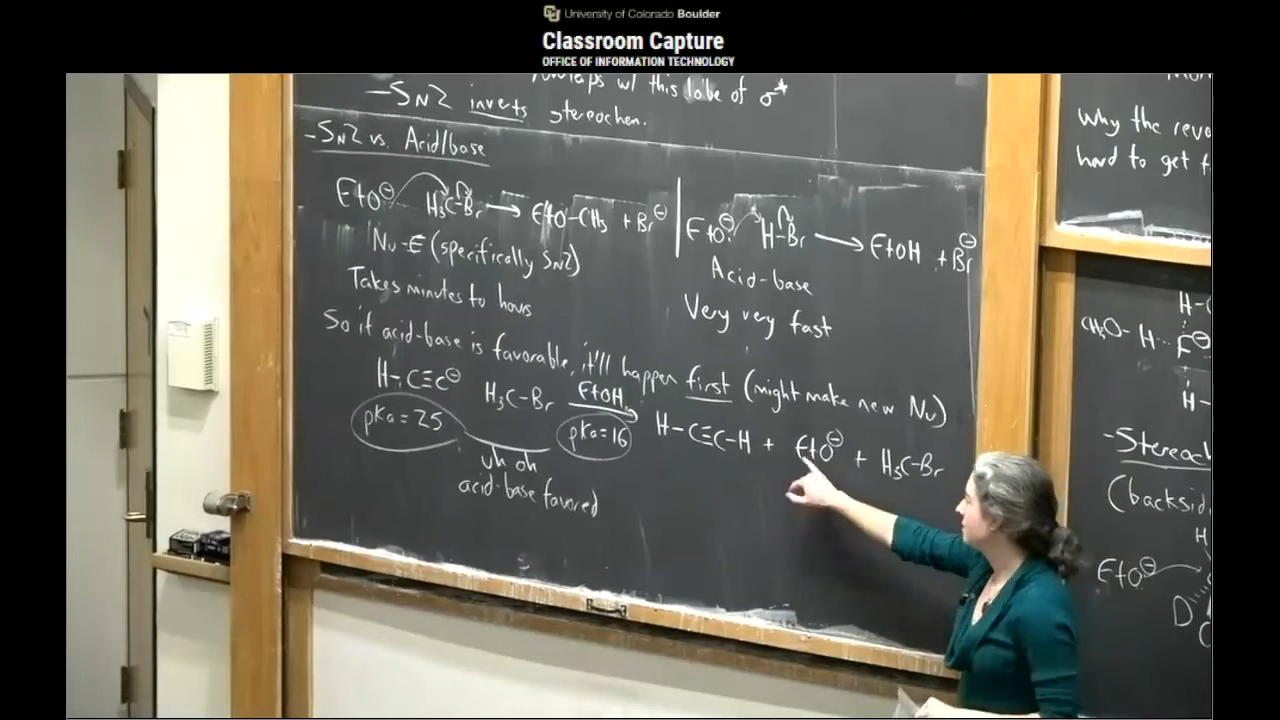 University of Colorado Boulder
Classroom Capture
OFFICE OF INFORMATION TECHNOLOGY
overlaps w/ this lobe of σ*
-SN2 inverts stereochem.
-SN2 vs. Acid/base
EtO⊖ H₃C-Br → EtO-CH₃ + Br⊖
Nu-E (specifically SN2)
Takes minutes to hours
EtO:⊖ H-Br → EtOH + Br⊖
Acid-base
Very very fast
So if acid-base is favorable, it'll happen first (might make new Nu)
H-C≡C⊖ H₃C-Br EtOH → H-C≡C-H + EtO⊖ + H₃C-Br
pKa=25 pKa=16
uh oh
acid-base favored
Why the reve
hard to get t
H-C
CH₃O- H
H-
-Stereoch
(backsid
H
EtO⊖
D
C